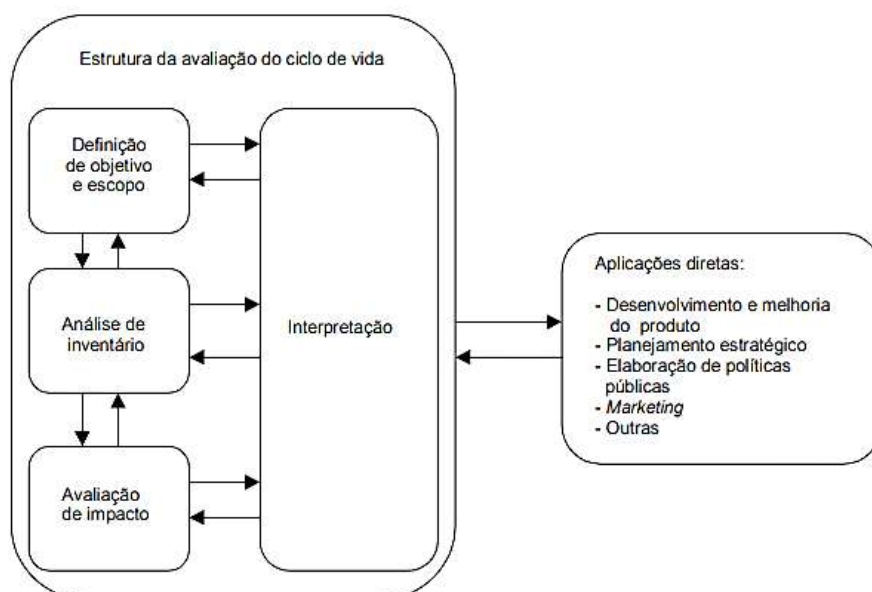 Estrutura da avaliação do ciclo de vida
Definição
de objetivo
e escopo
Análise de
inventário
Avaliação
de impacto
Interpretação
Aplicações diretas:
- Desenvolvimento e melhoria
do produto
- Planejamento estratégico
- Elaboração de políticas
públicas
- Marketing
- Outras